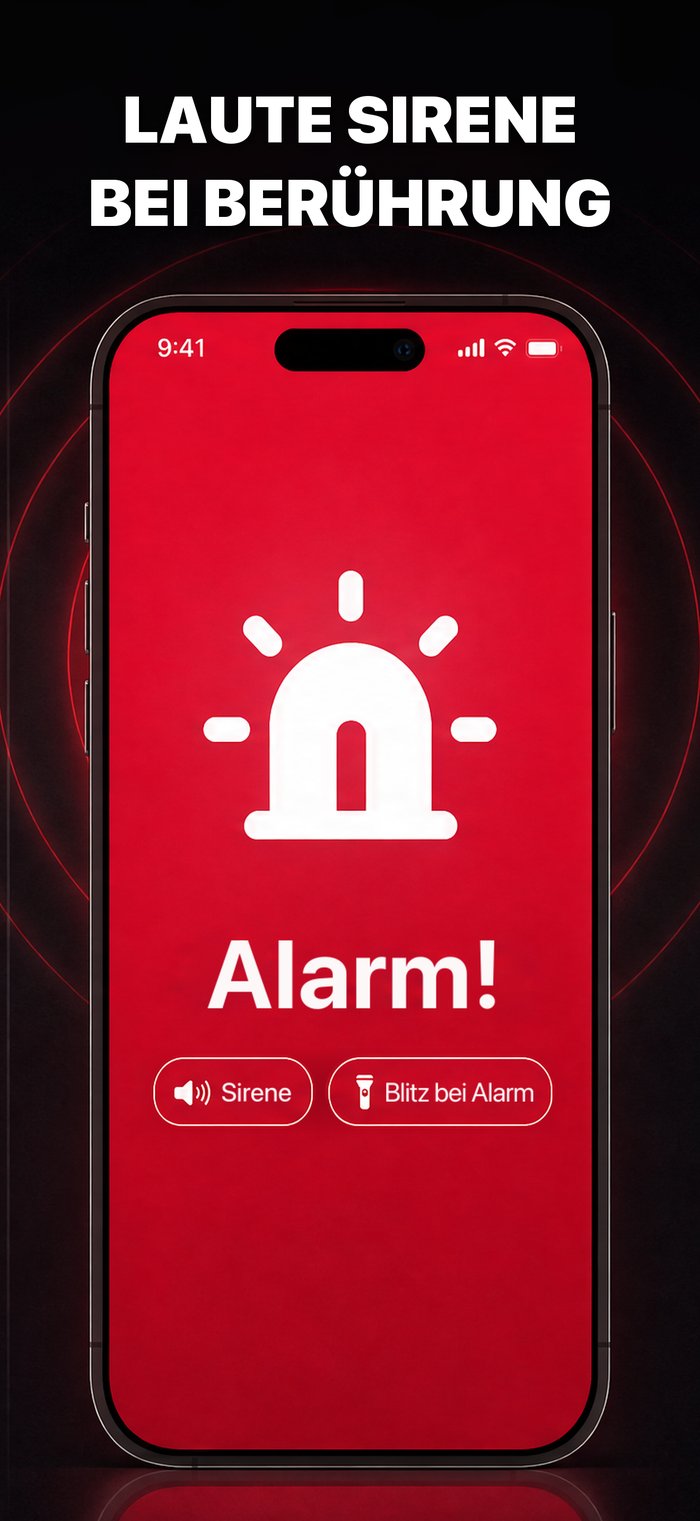 LAUTE SIRENE
BEI BERÜHRUNG
9:41
Alarm!
Sirene
Blitz bei Alarm